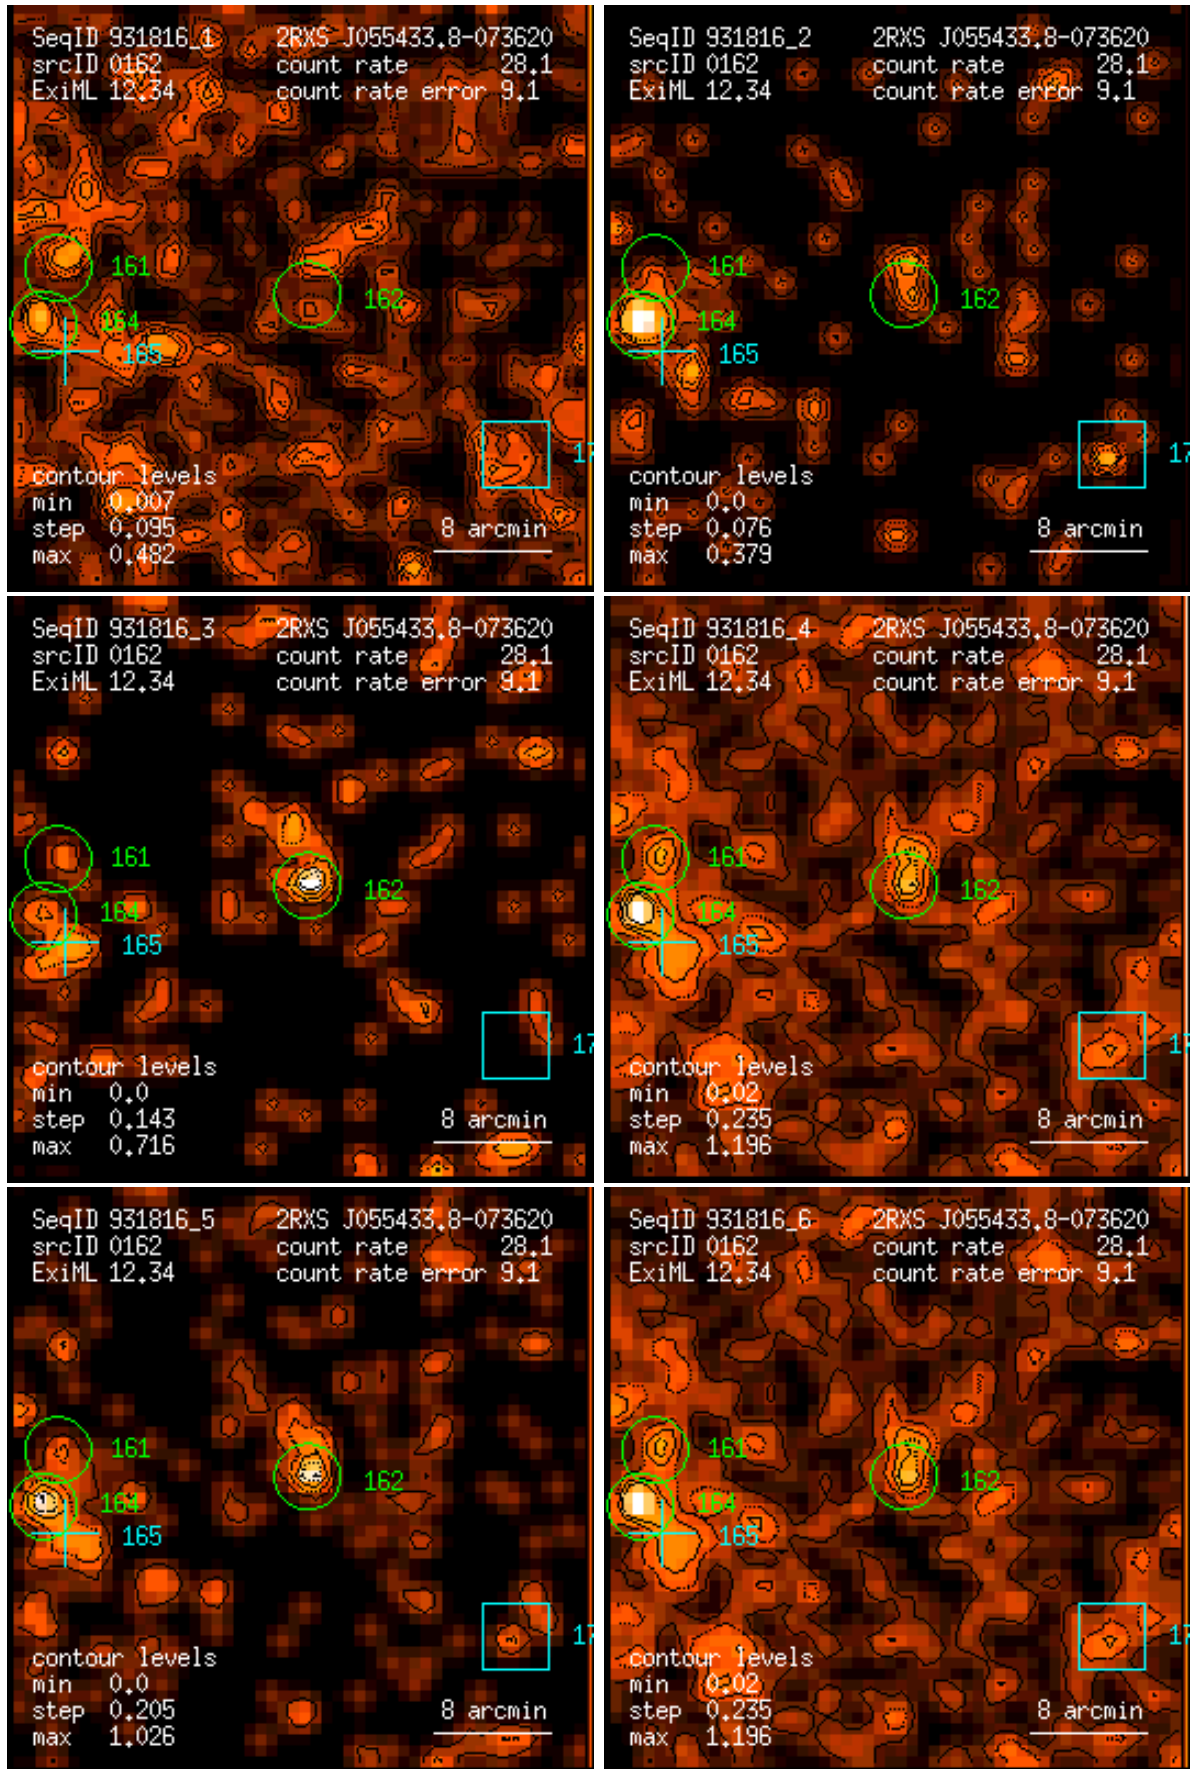 SeqID 931816_1 2RXS J055433.8-073620
srcID 0162 count rate 28.1
ExiML 12.34 count rate error 9.1
161
162
164
165
17
contour levels
min 0.007
step 0.095 8 arcmin
max 0.482
SeqID 931816_2 2RXS J055433.8-073620
srcID 0162 count rate 28.1
ExiML 12.34 count rate error 9.1
161
162
164
165
17
contour levels
min 0.0
step 0.076 8 arcmin
max 0.379
SeqID 931816_3 2RXS J055433.8-073620
srcID 0162 count rate 28.1
ExiML 12.34 count rate error 9.1
161
162
164
165
17
contour levels
min 0.0
step 0.143 8 arcmin
max 0.716
SeqID 931816_4 2RXS J055433.8-073620
srcID 0162 count rate 28.1
ExiML 12.34 count rate error 9.1
161
162
164
165
17
contour levels
min 0.02
step 0.235 8 arcmin
max 1.196
SeqID 931816_5 2RXS J055433.8-073620
srcID 0162 count rate 28.1
ExiML 12.34 count rate error 9.1
161
162
164
165
17
contour levels
min 0.0
step 0.205 8 arcmin
max 1.026
SeqID 931816_6 2RXS J055433.8-073620
srcID 0162 count rate 28.1
ExiML 12.34 count rate error 9.1
161
162
164
165
17
contour levels
min 0.02
step 0.235 8 arcmin
max 1.196